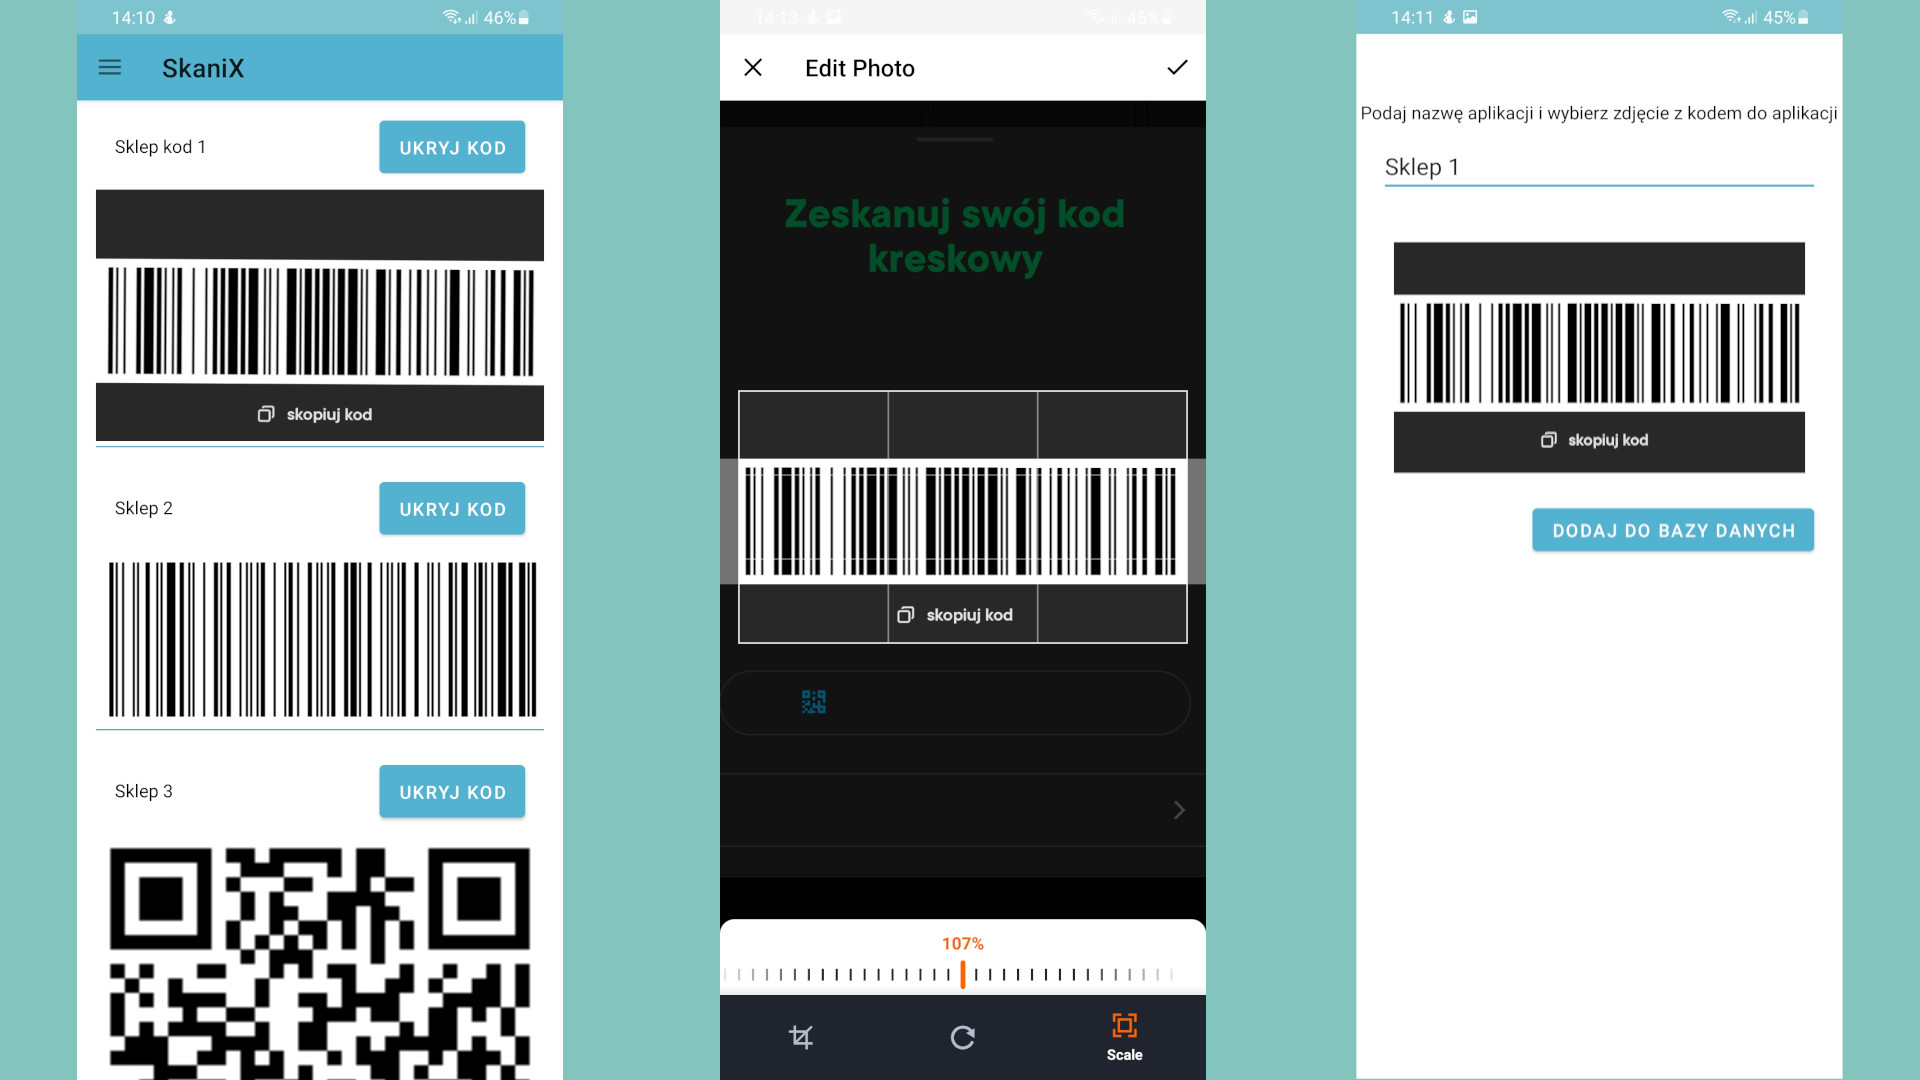 14:10
46%
SkaniX
Sklep kod 1
UKRYJ KOD
skopiuj kod
Sklep 2
UKRYJ KOD
Sklep 3
UKRYJ KOD
14:13
45%
Edit Photo
Zeskanuj swój kod
kreskowy
skopiuj kod
107%
Scale
14:11
45%
Podaj nazwę aplikacji i wybierz zdjęcie z kodem do aplikacji
Sklep 1
skopiuj kod
DODAJ DO BAZY DANYCH